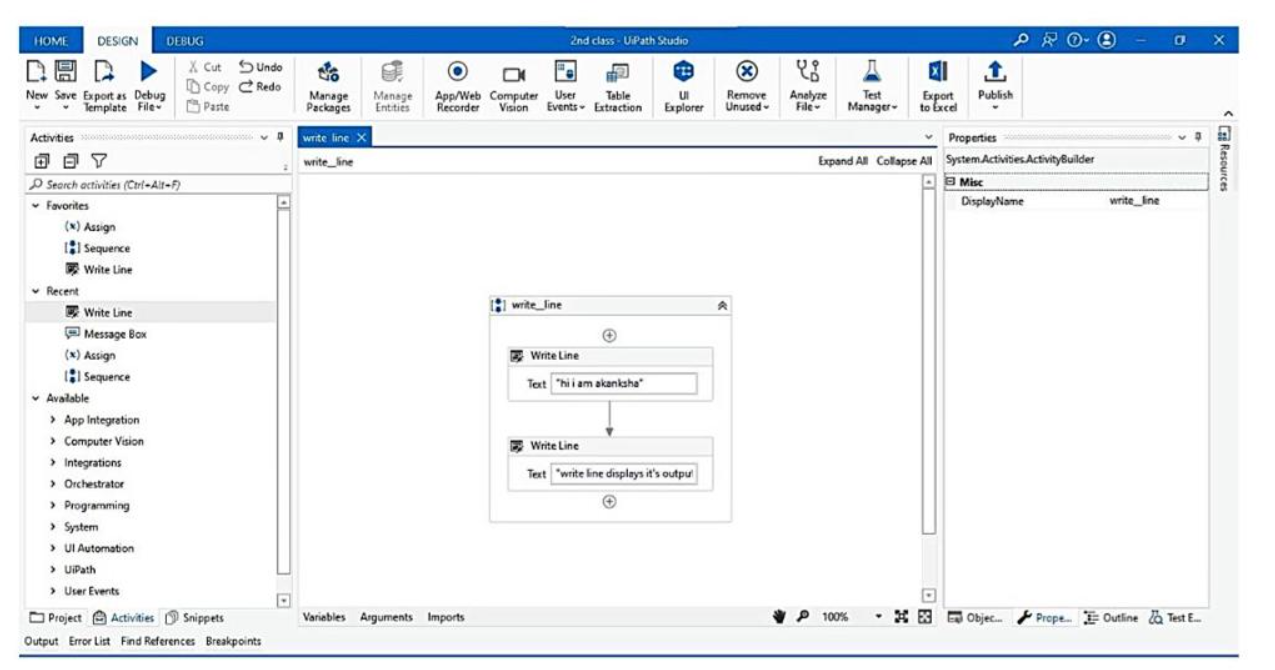 HOME DESIGN DEBUG 2nd class - UiPath Studio
New Save Export as Template Debug File Cut Copy Paste Undo Redo
Manage Packages Manage Entities App/Web Recorder Computer Vision User Events Table Extraction UI Explorer Remove Unused Analyze File Test Manager Export to Excel Publish
Activities
Search activities (Ctrl+Alt+F)
Favorites
(x) Assign
Sequence
Write Line
Recent
Write Line
Message Box
(x) Assign
Sequence
Available
App Integration
Computer Vision
Integrations
Orchestrator
Programming
System
UI Automation
UiPath
User Events
Project Activities Snippets
write line
write__line Expand All Collapse All
write__line
Write Line
Text "hi i am akanksha"
Write Line
Text "write line displays it's output
Variables Arguments Imports 100%
Properties
System.Activities.ActivityBuilder
Misc
DisplayName write__line
Objec... Prope... Outline Test E...
Resources
Output Error List Find References Breakpoints